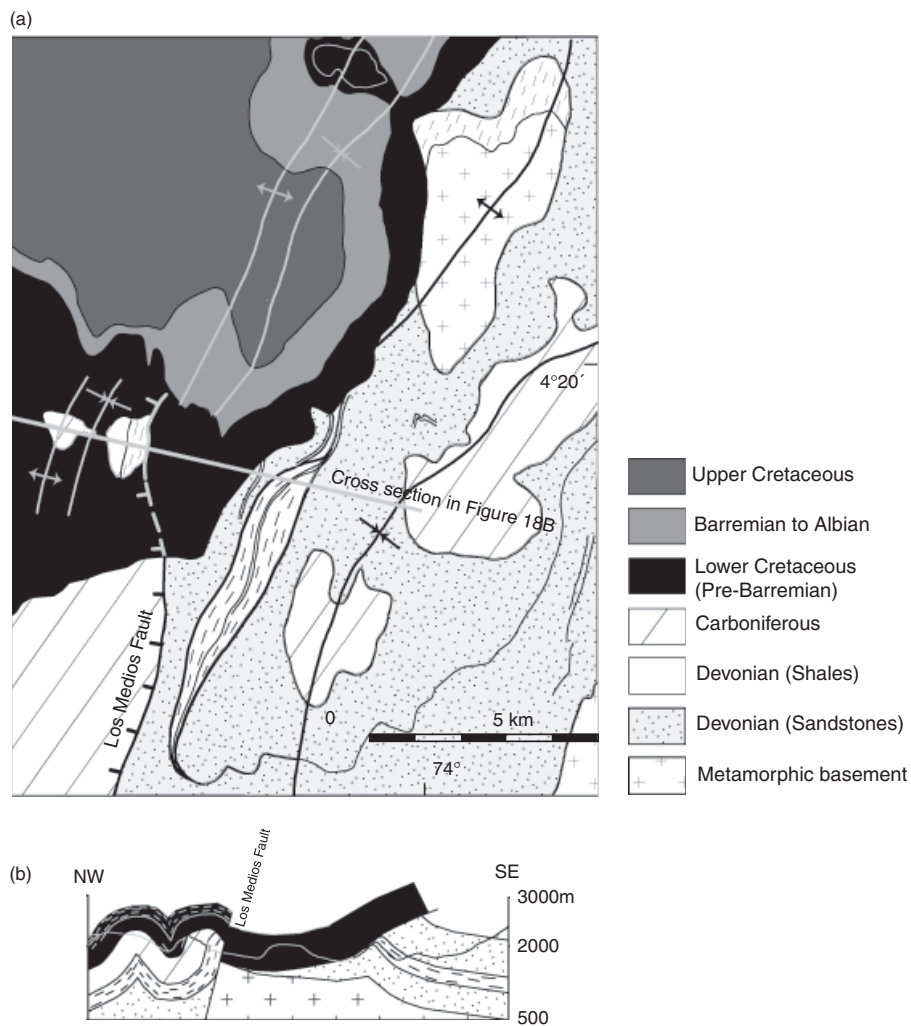 (a)
4°20´
Cross section in Figure 18B
Los Medios Fault
0
5 km
74°
Upper Cretaceous
Barremian to Albian
Lower Cretaceous
(Pre-Barremian)
Carboniferous
Devonian (Shales)
Devonian (Sandstones)
Metamorphic basement
(b)
NW
Los Medios Fault
SE
3000m
2000
500